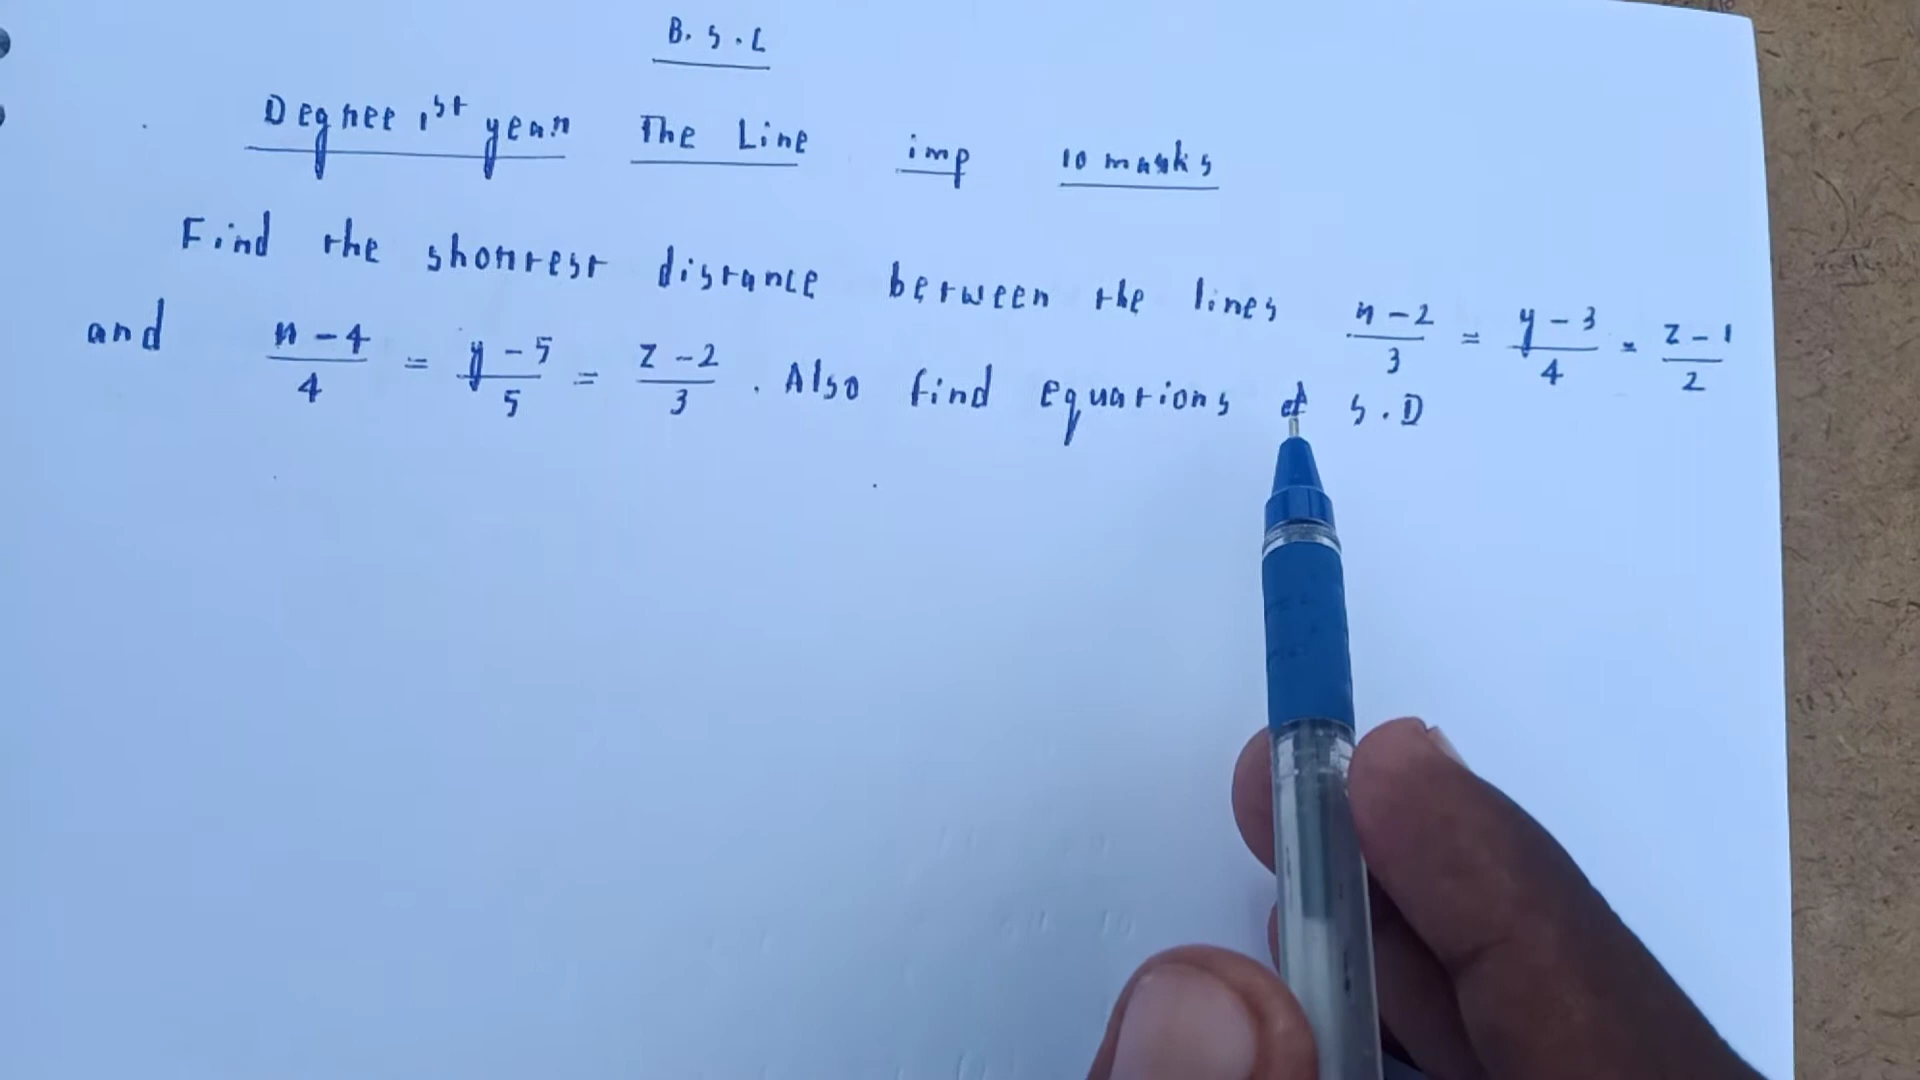 B.S.C
Degree 1st year The Line imp 10 marks
Find the shortest distance between the lines x-2/3 = y-3/4 = z-1/2
and x-4/4 = y-5/5 = z-2/3 . Also find equations of S.D